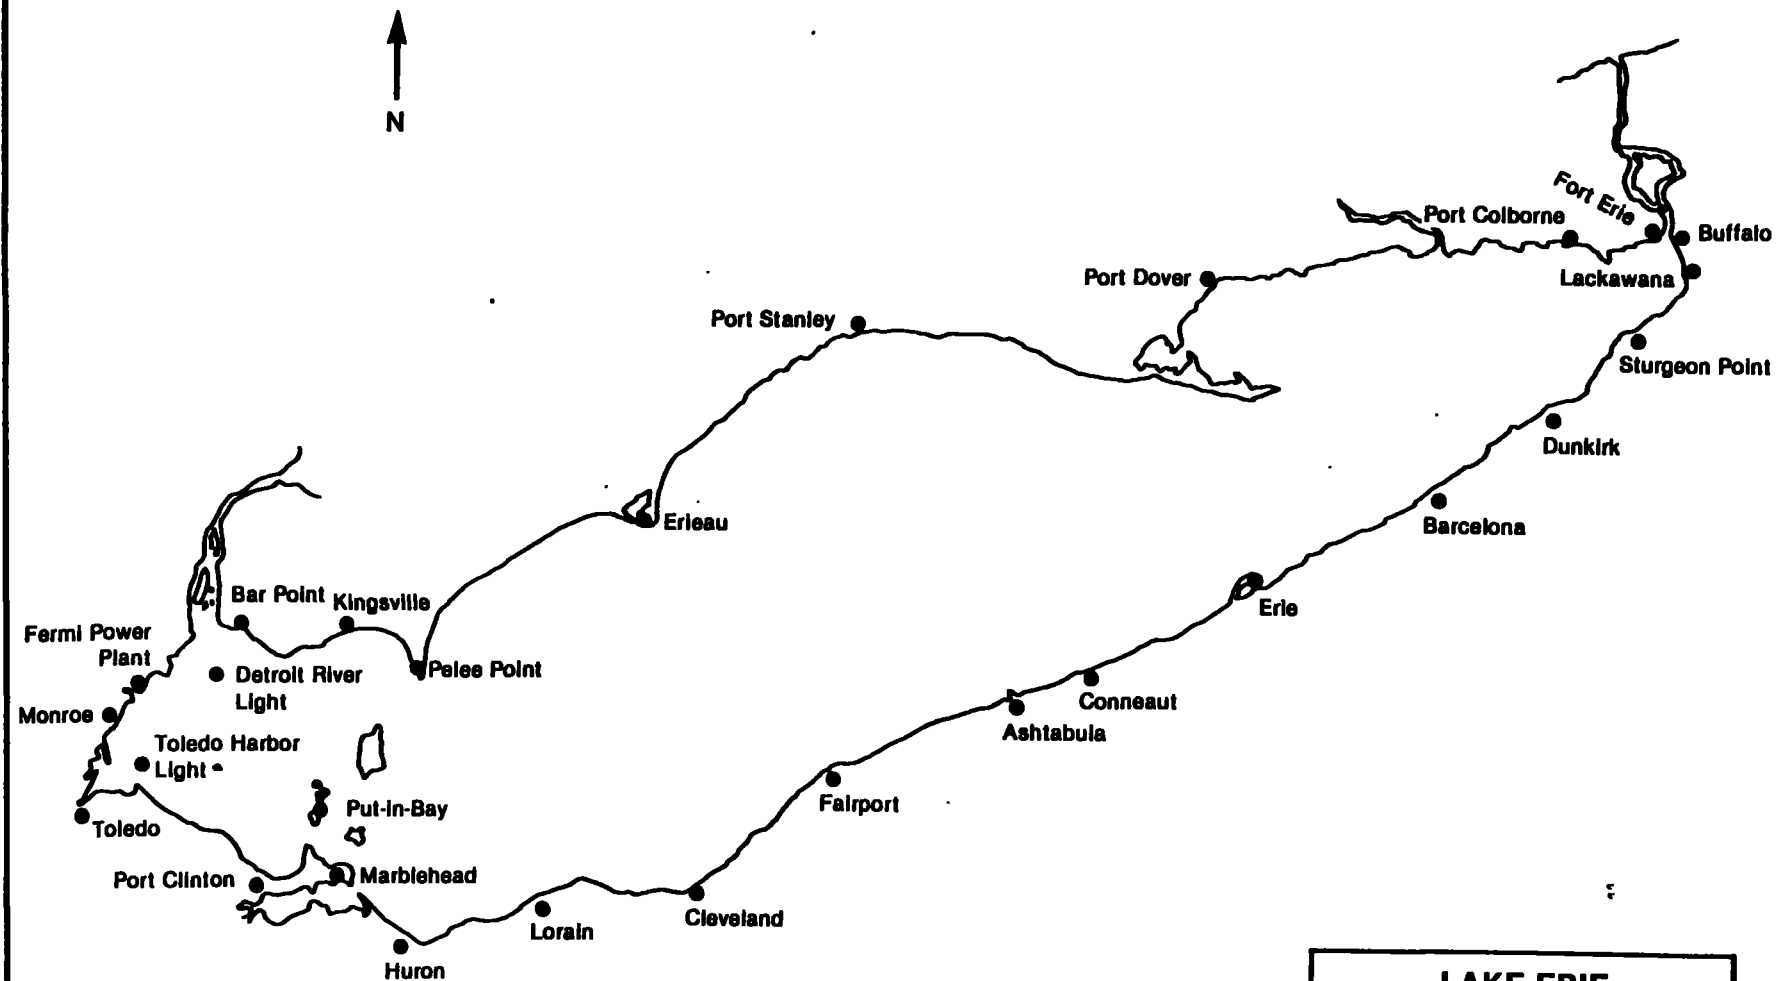 N
Fort Erie
Port Colborne
Buffalo
Port Dover
Lackawana
Port Stanley
Sturgeon Point
Dunkirk
Erieau
Barcelona
Bar Point
Kingsville
Erie
Fermi Power
Plant
Pelee Point
Detroit River
Light
Conneaut
Monroe
Ashtabula
Toledo Harbor
Light
Fairport
Put-in-Bay
Toledo
Port Clinton
Marblehead
Cleveland
Lorain
Huron
LAKE ERIE